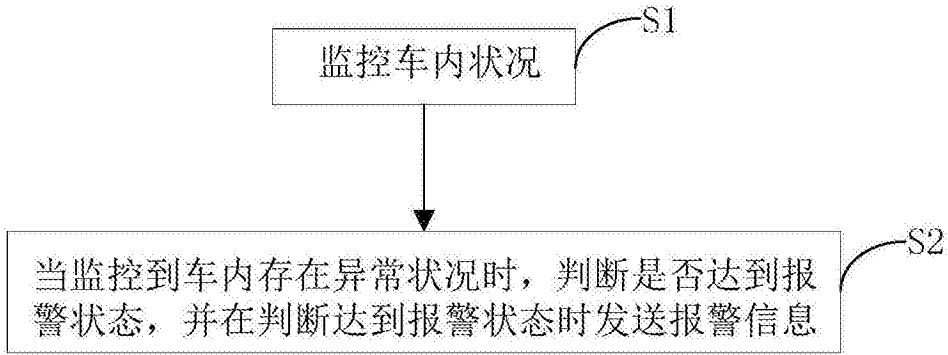 S1
监控车内状况
S2
当监控到车内存在异常状况时，判断是否达到报
警状态，并在判断达到报警状态时发送报警信息